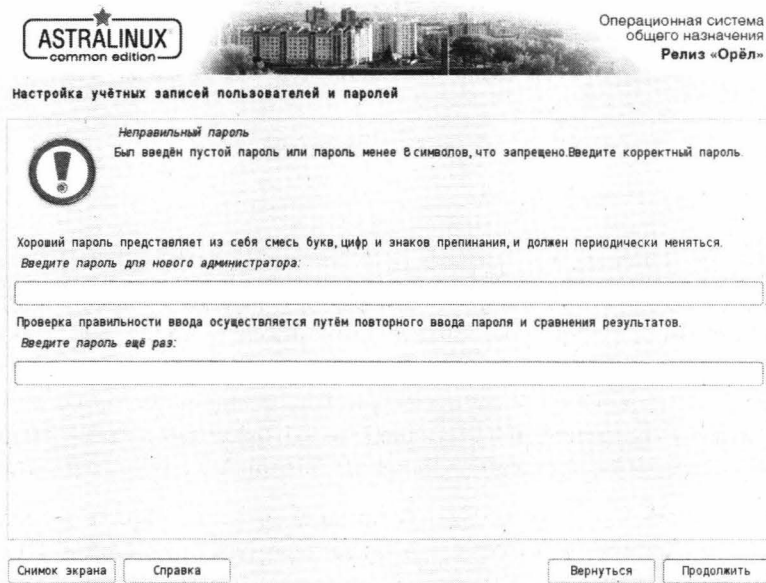 ASTRALINUX
common edition
Операционная система
общего назначения
Релиз «Орёл»
Настройка учётных записей пользователей и паролей
Неправильный пароль
Был введён пустой пароль или пароль менее 8 символов, что запрещено.Введите корректный пароль.
Хороший пароль представляет из себя смесь букв, цифр и знаков препинания, и должен периодически меняться.
Введите пароль для нового администратора:
Проверка правильности ввода осуществляется путём повторного ввода пароля и сравнения результатов.
Введите пароль ещё раз:
Снимок экрана
Справка
Вернуться
Продолжить